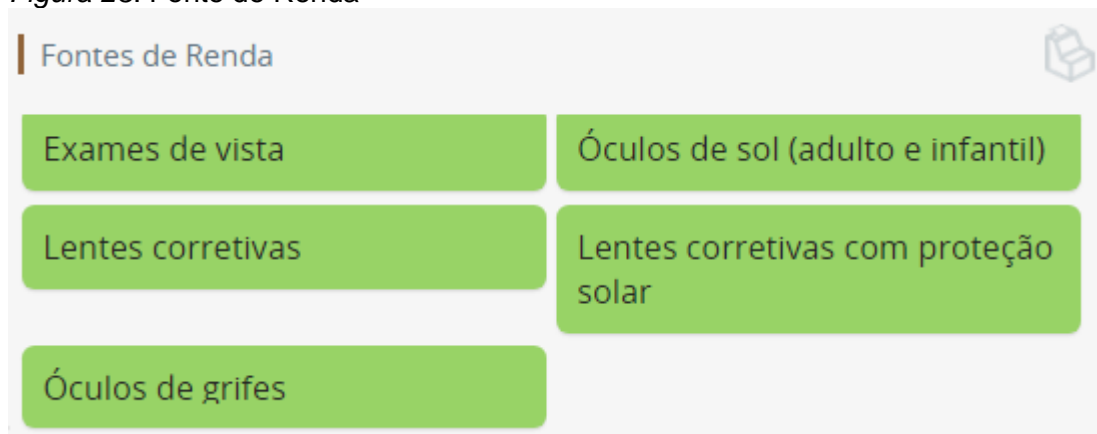 Fontes de Renda
Exames de vista
Óculos de sol (adulto e infantil)
Lentes corretivas
Lentes corretivas com proteção
solar
Óculos de grifes